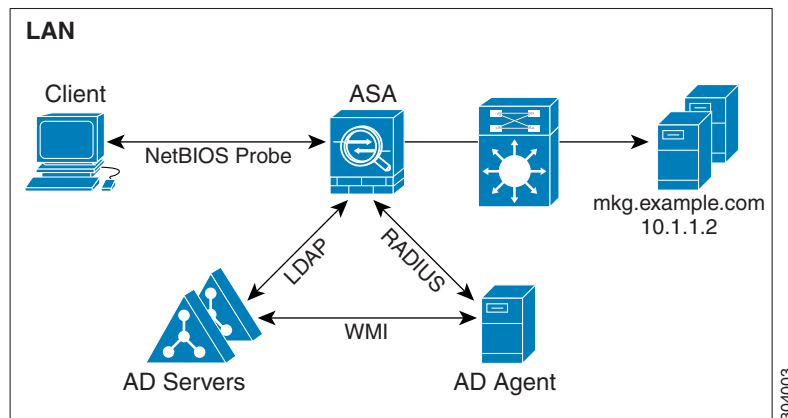 LAN
Client
ASA
NetBIOS Probe
mkg.example.com
10.1.1.2
LDAP
RADIUS
WMI
AD Servers
AD Agent
304003